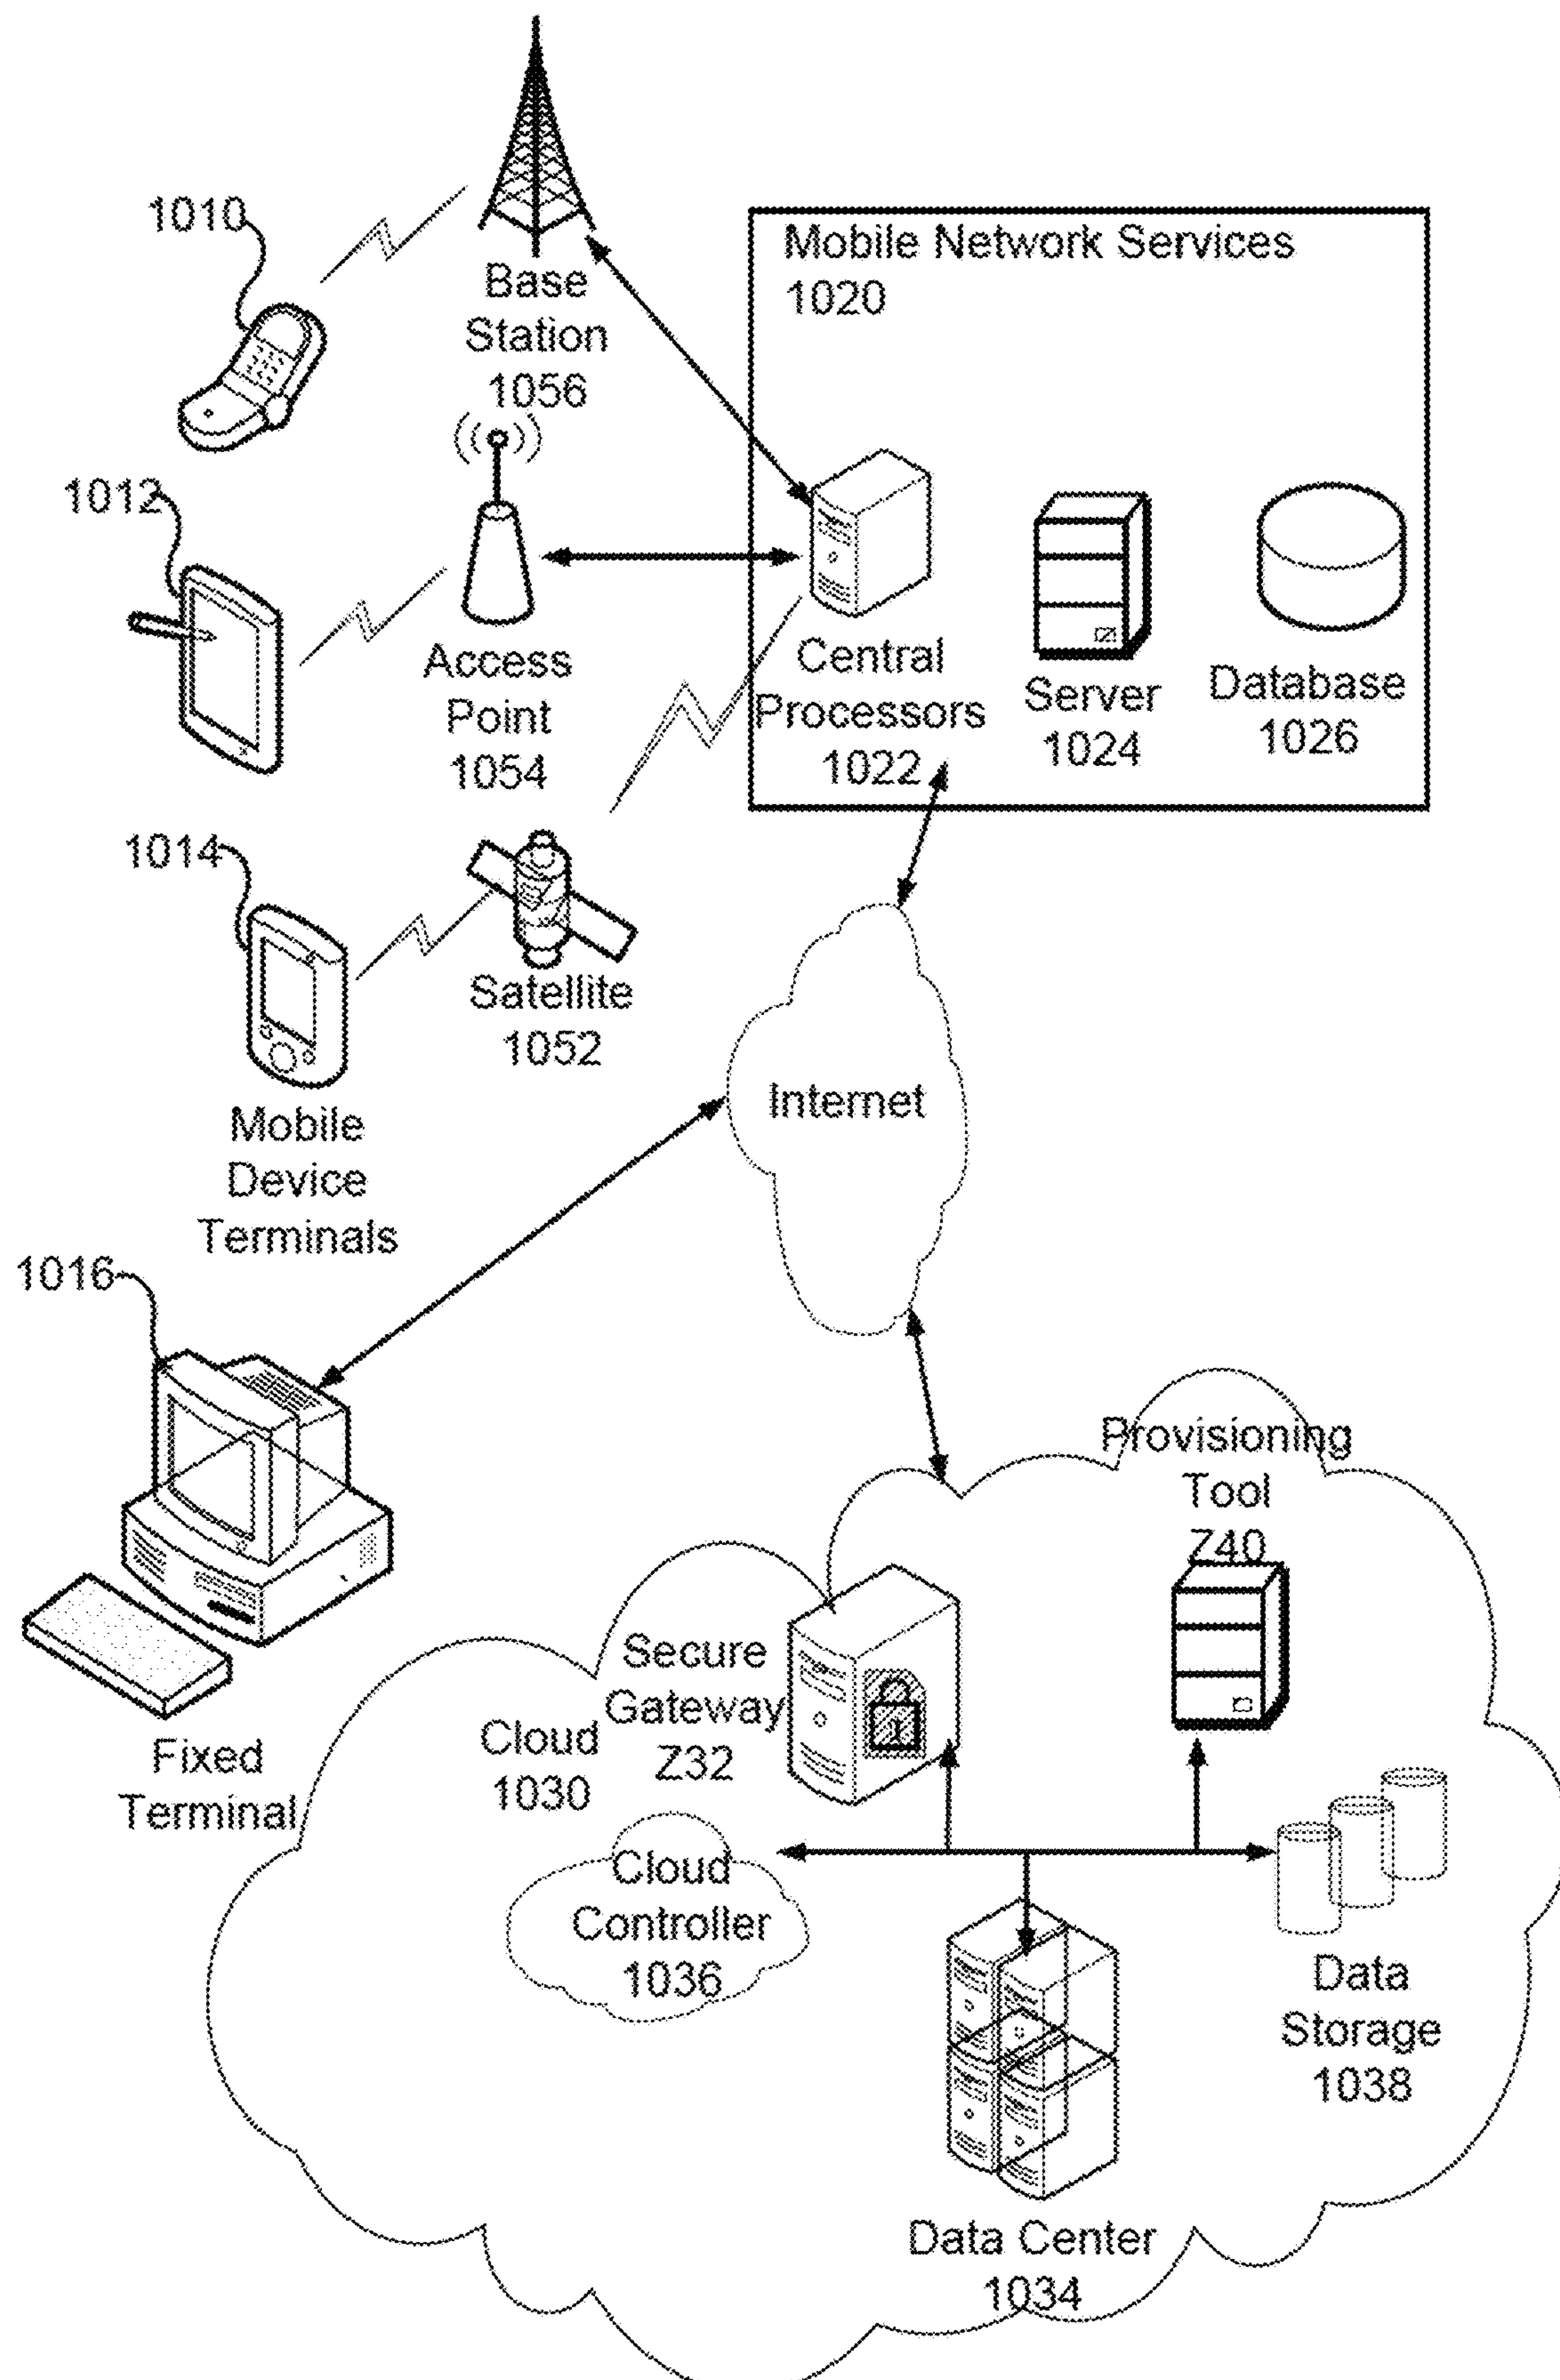 1010
Base
Station
1056
Mobile Network Services
1020
1012
Access
Point
1054
Central
Processors
1022
Server
1024
Database
1026
1014
Satellite
1052
Mobile
Device
Terminals
Internet
1016
Fixed
Terminal
Provisioning
Tool
Z40
Secure
Gateway
Z32
Cloud
1030
Cloud
Controller
1036
Data
Storage
1038
Data Center
1034